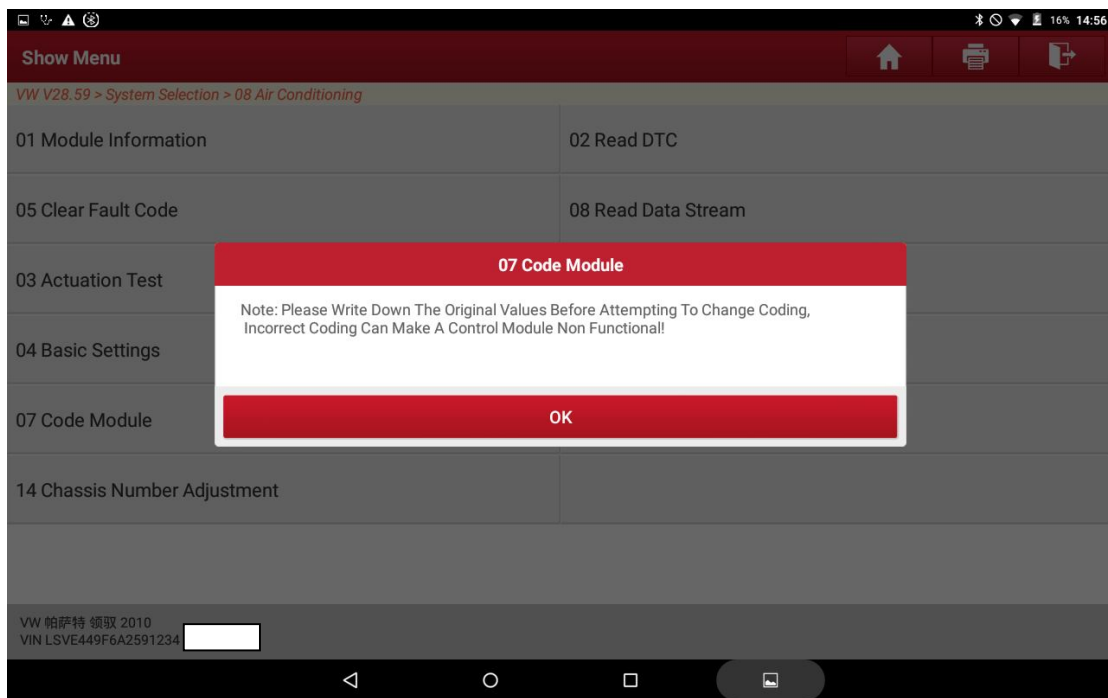 16% 14:56
Show Menu
VW V28.59 > System Selection > 08 Air Conditioning
01 Module Information
02 Read DTC
05 Clear Fault Code
08 Read Data Stream
03 Actuation Test
07 Code Module
Note: Please Write Down The Original Values Before Attempting To Change Coding,
Incorrect Coding Can Make A Control Module Non Functional!
04 Basic Settings
OK
07 Code Module
14 Chassis Number Adjustment
VW 帕萨特 领驭 2010
VIN LSVE449F6A2591234